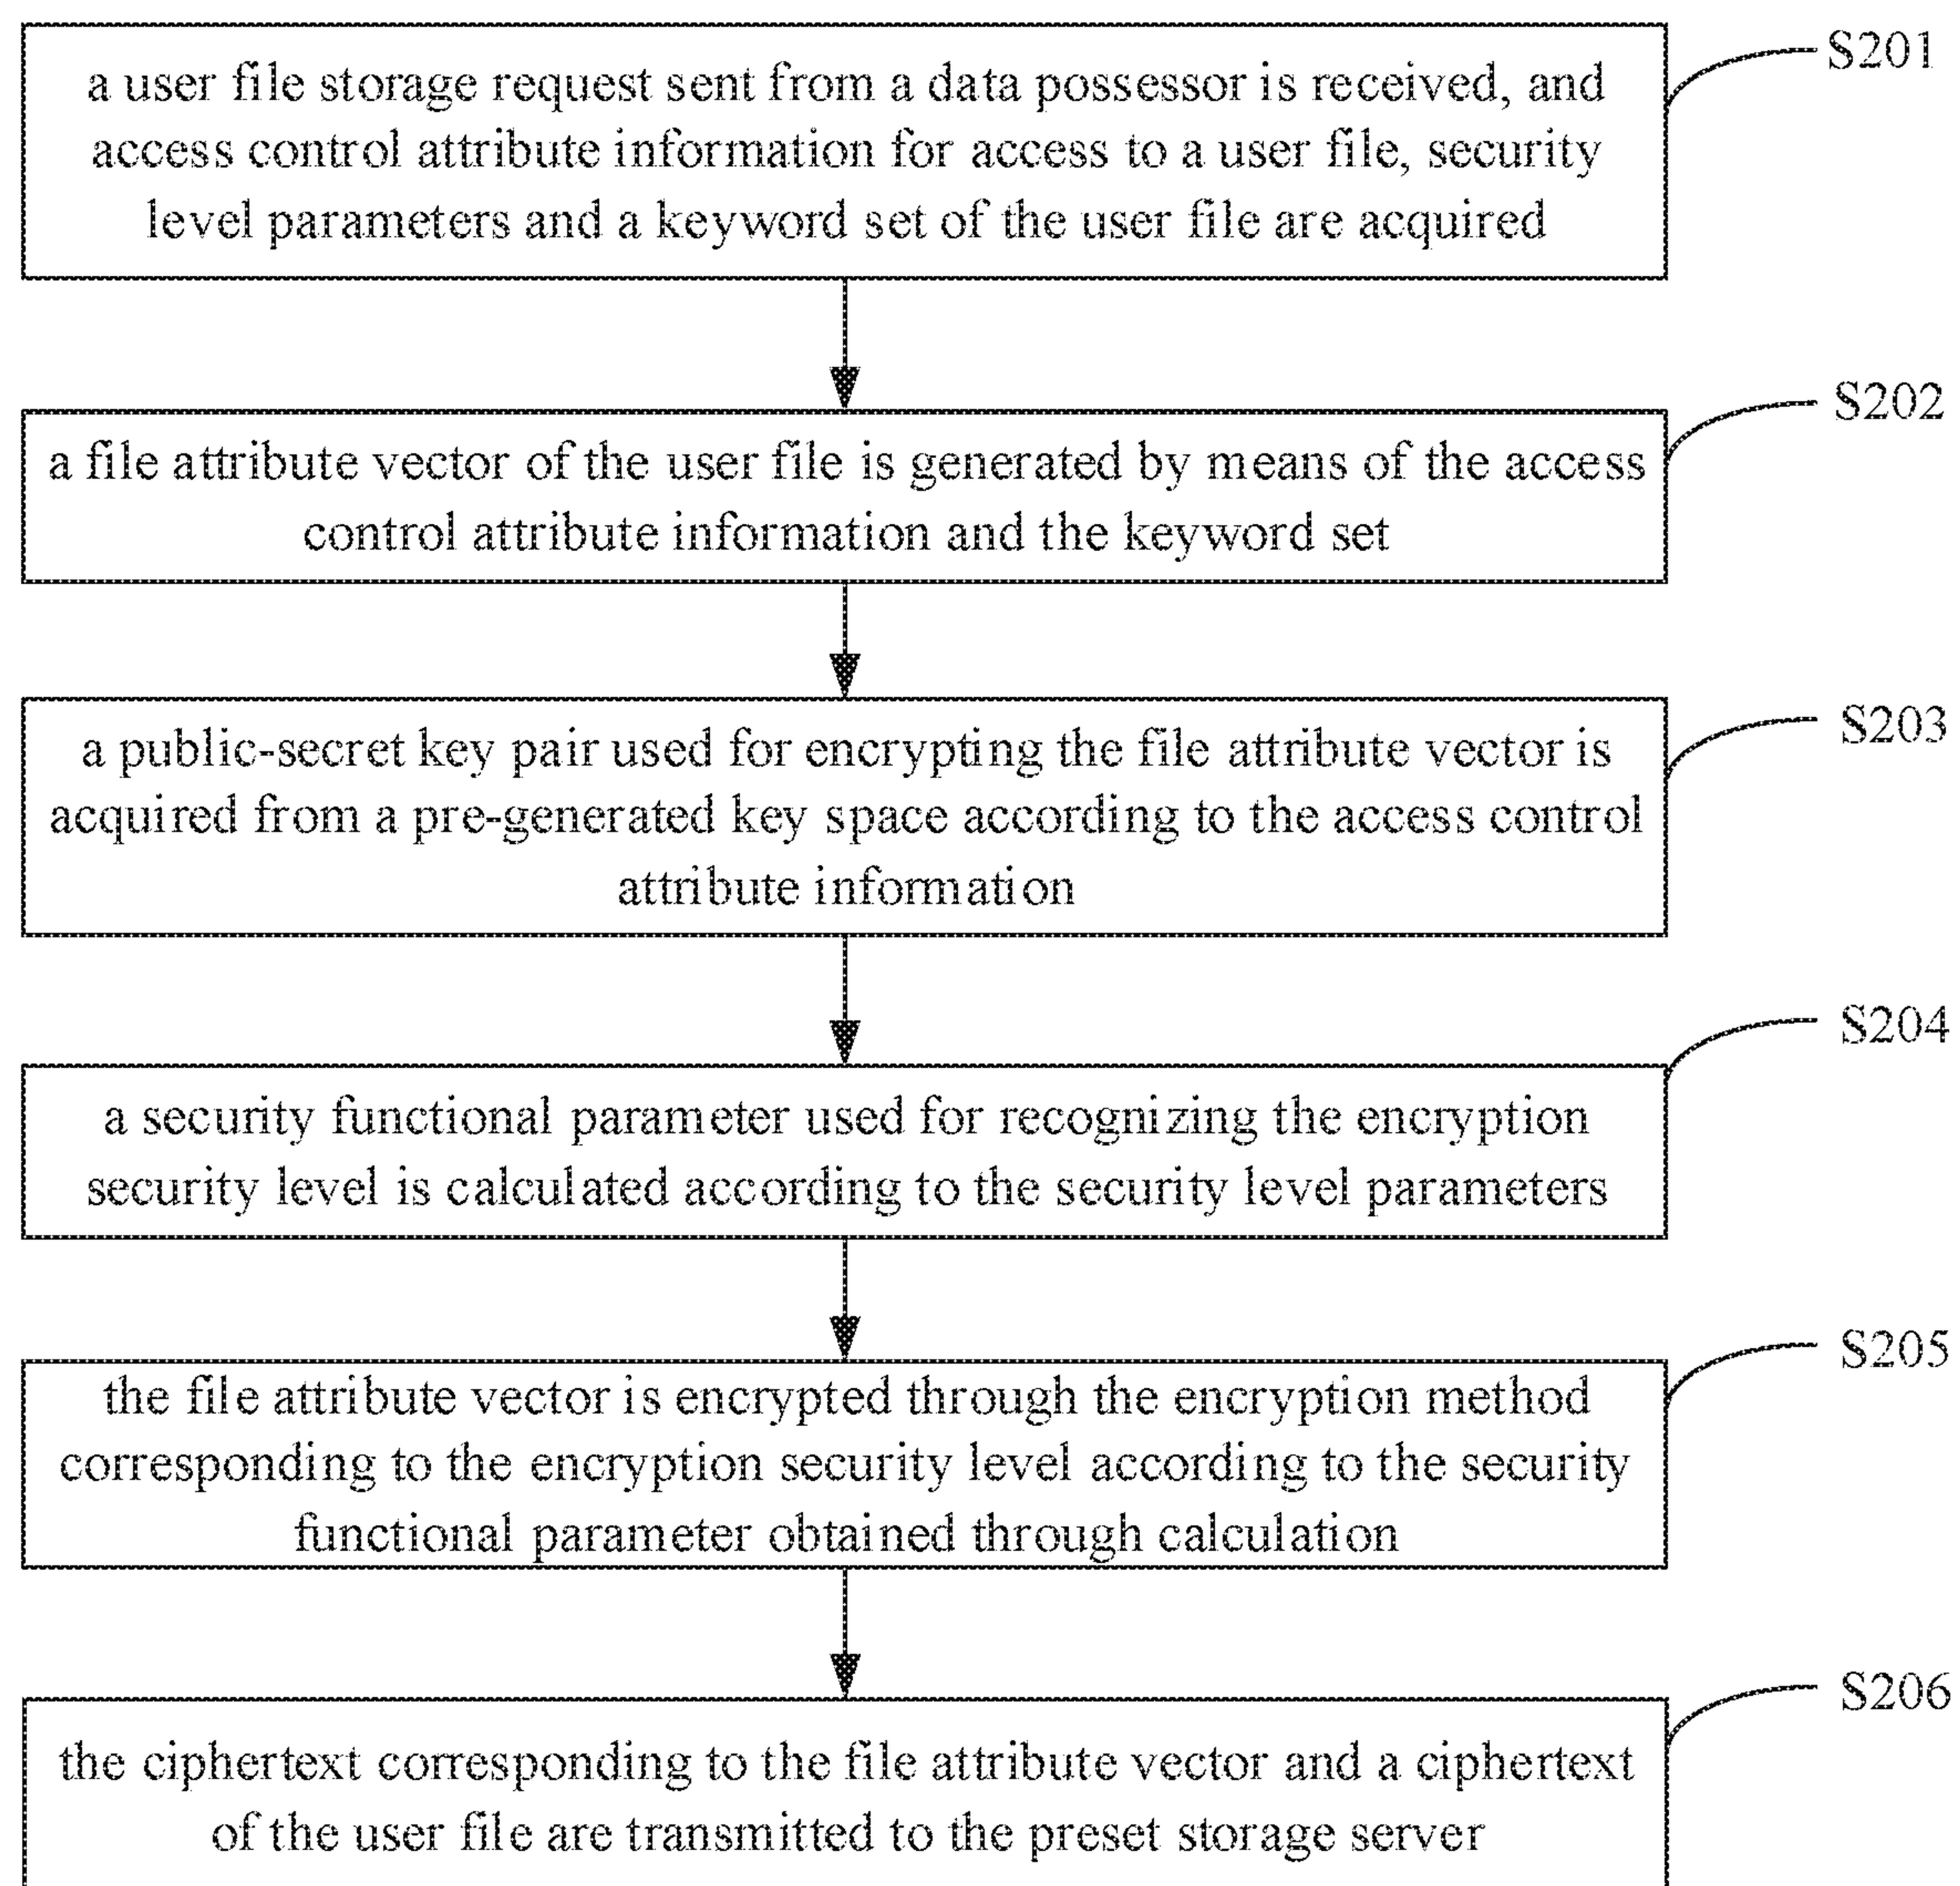 a user file storage request sent from a data possessor is received, and
access control attribute information for access to a user file, security
level parameters and a keyword set of the user file are acquired
S201
a file attribute vector of the user file is generated by means of the access
control attribute information and the keyword set
S202
a public-secret key pair used for encrypting the file attribute vector is
acquired from a pre-generated key space according to the access control
attribute information
S203
a security functional parameter used for recognizing the encryption
security level is calculated according to the security level parameters
S204
the file attribute vector is encrypted through the encryption method
corresponding to the encryption security level according to the security
functional parameter obtained through calculation
S205
the ciphertext corresponding to the file attribute vector and a ciphertext
of the user file are transmitted to the preset storage server
S206